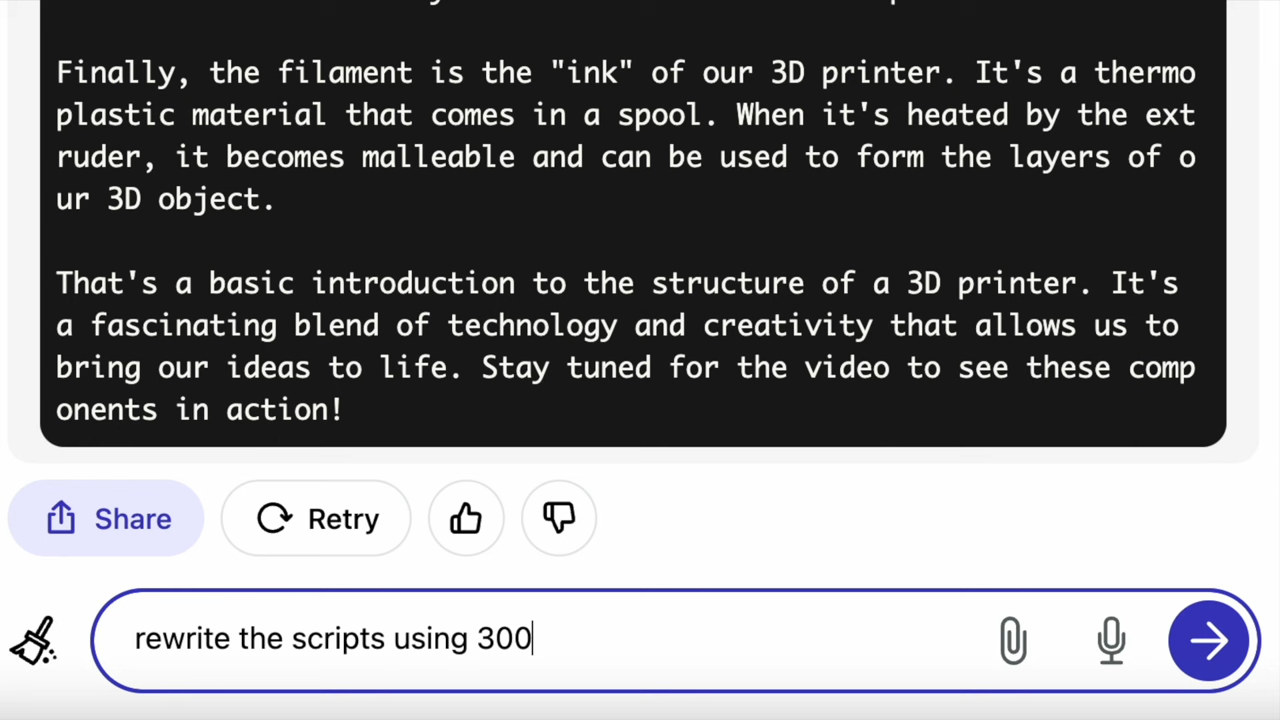 Finally, the filament is the "ink" of our 3D printer. It's a thermo
plastic material that comes in a spool. When it's heated by the ext
ruder, it becomes malleable and can be used to form the layers of o
ur 3D object.
That's a basic introduction to the structure of a 3D printer. It's
a fascinating blend of technology and creativity that allows us to
bring our ideas to life. Stay tuned for the video to see these comp
onents in action!
Share
Retry
rewrite the scripts using 300